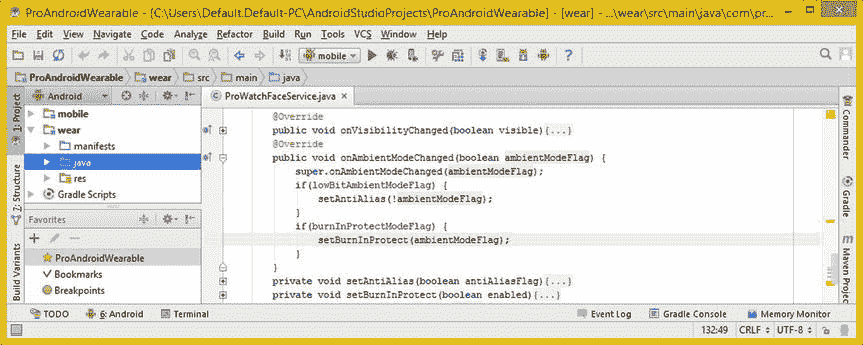 ProAndroidWearable - [C:\Users\Default.Default-PC\AndroidStudioProjects\ProAndroidWearable] - [wear] - ...\wear\src\main\java\com\pr...
File Edit View Navigate Code Analyze Refactor Build Run Tools VCS Window Help
mobile
ProAndroidWearable wear src main java
Android
ProWatchFaceService.java
1: Project
Z: Structure
Build Variants
mobile
wear
manifests
java
res
Gradle Scripts
Favorites
ProAndroidWearable
Bookmarks
Breakpoints
@Override
public void onVisibilityChanged(boolean visible){...}
@Override
public void onAmbientModeChanged(boolean ambientModeFlag) {
super.onAmbientModeChanged(ambientModeFlag);
if(lowBitAmbientModeFlag) {
setAntiAlias(!ambientModeFlag);
}
if(burnInProtectModeFlag) {
setBurnInProtect(ambientModeFlag);
}
}
private void setAntiAlias(boolean antiAliasFlag){...}
private void setBurnInProtect(boolean enabled){...}
Commander
Maven Project
TODO 6: Android Terminal Event Log Gradle Console Memory Monitor
132:49 CRLF UTF-8